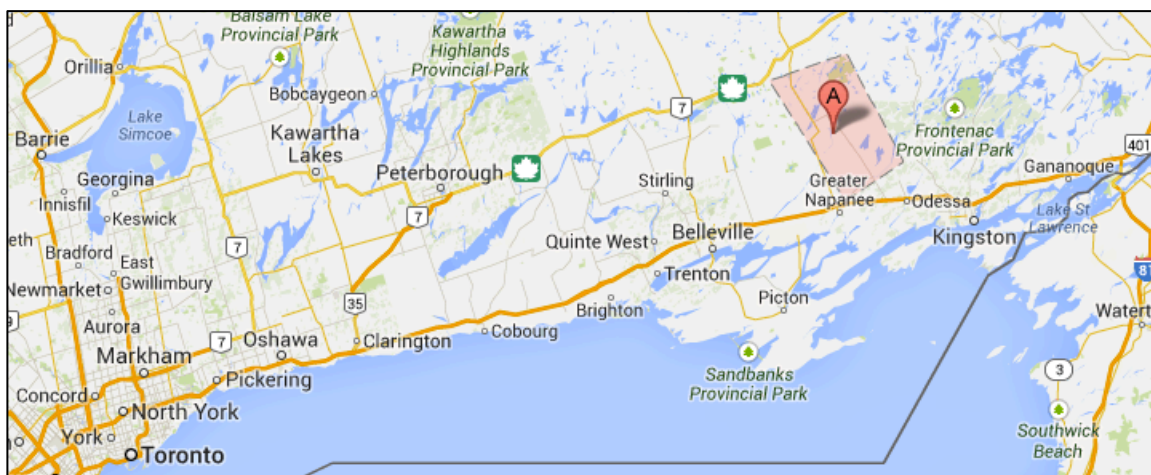 Balsam Lake
Provincial Park
Kawartha
Highlands
Provincial Park
Orillia
Bobcaygeon
Lake
Simcoe
Barrie
Kawartha
Lakes
7
A
Frontenac
Provincial Park
401
Georgina
Innisfil
Keswick
Peterborough
Stirling
Greater
Napanee
Odessa
Gananoque
Lake St
Lawrence
7
7
Bradford
East
Gwillimbury
Quinte West
Belleville
Kingston
Newmarket
Trenton
81
35
Picton
Brighton
Aurora
7
Oshawa
Clarington
Cobourg
Markham
Sandbanks
Provincial Park
3
Pickering
Concord
North York
York
Toronto
Southwick
Beach